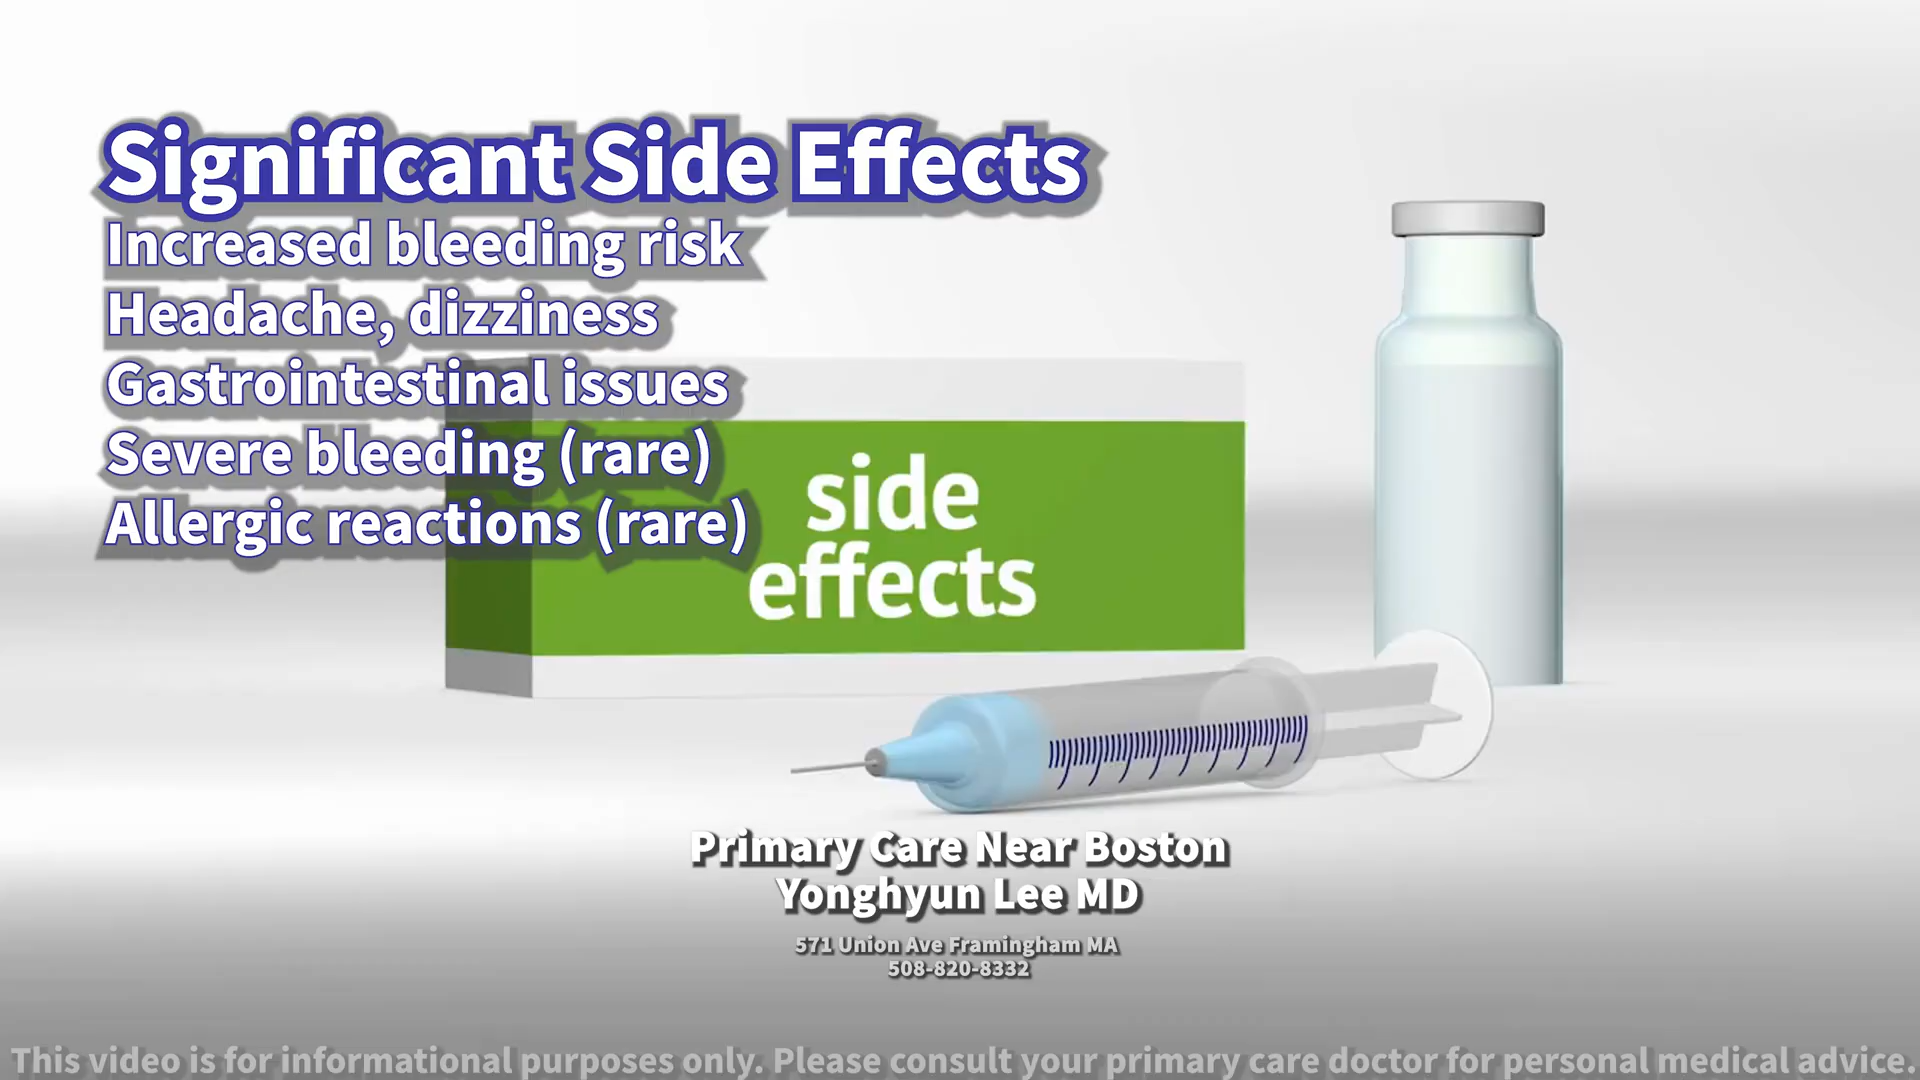 Significant Side Effects
Increased bleeding risk
Headache, dizziness
Gastrointestinal issues
Severe bleeding (rare)
Allergic reactions (rare)
side
effects
Primary Care Near Boston
Yonghyun Lee MD
571 Union Ave Framingham MA
508-820-8332
This video is for informational purposes only. Please consult your primary care doctor for personal medical advice.